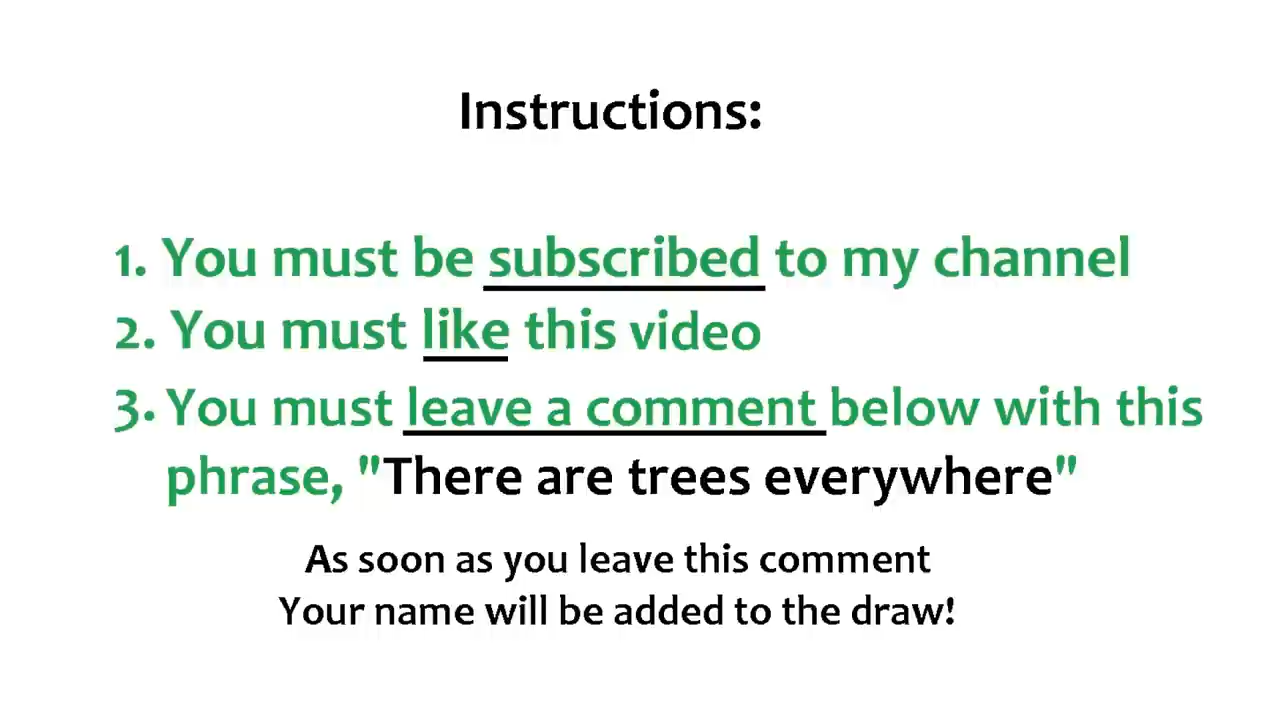 Instructions:
1. You must be subscribed to my channel
2. You must like this video
3. You must leave a comment below with this
phrase, "There are trees everywhere"
As soon as you leave this comment
Your name will be added to the draw!